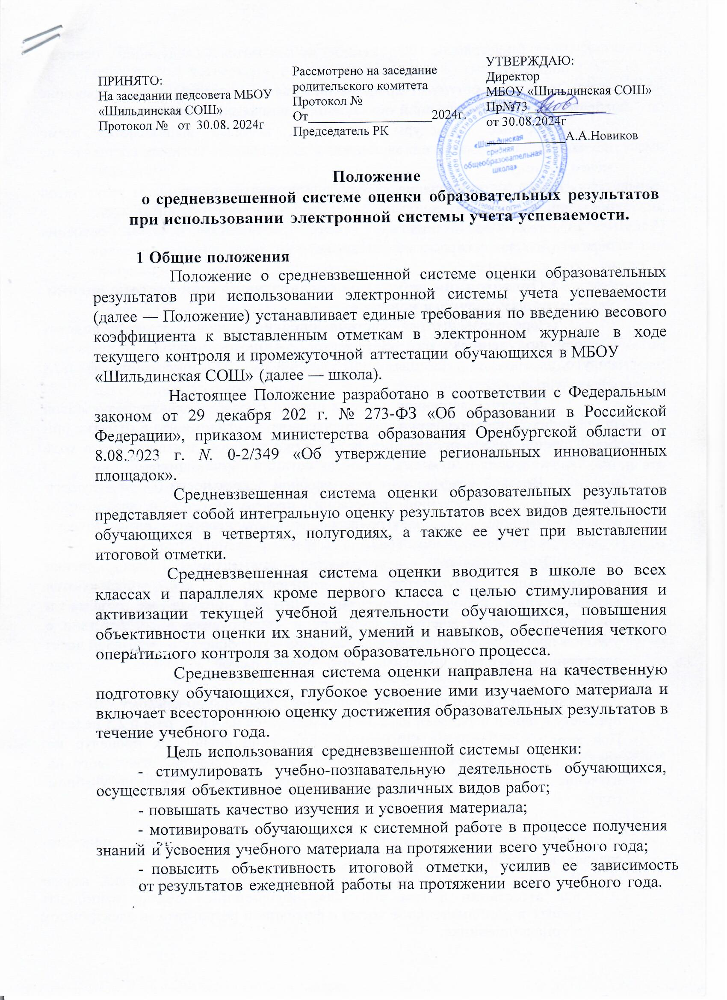 ПРИНЯТО:
На заседании педсовета МБОУ
«Шильдинская СОШ»
Протокол №   от  30.08. 2024г
Рассмотрено на заседание
родительского комитета
Протокол №
От___________________2024г.
Председатель РК
УТВЕРЖДАЮ:
Директор
МБОУ «Шильдинская СОШ»
Пр№73____________
от 30.08.2024г
____________А.А.Новиков
«Шильдинская
средняя
общеобразовательная
школа»
Положение
о средневзвешенной системе оценки образовательных результатов
при использовании электронной системы учета успеваемости.
1 Общие положения
Положение о средневзвешенной системе оценки образовательных
результатов при использовании электронной системы учета успеваемости
(далее — Положение) устанавливает единые требования по введению весового
коэффициента к выставленным отметкам в электронном журнале в ходе
текущего контроля и промежуточной аттестации обучающихся в МБОУ
«Шильдинская СОШ» (далее — школа).
Настоящее Положение разработано в соответствии с Федеральным
законом от 29 декабря 202 г. № 273-ФЗ «Об образовании в Российской
Федерации», приказом министерства образования Оренбургской области от
8.08.2023 г. N. 0-2/349 «Об утверждение региональных инновационных
площадок».
Средневзвешенная система оценки образовательных результатов
представляет собой интегральную оценку результатов всех видов деятельности
обучающихся в четвертях, полугодиях, а также ее учет при выставлении
итоговой отметки.
Средневзвешенная система оценки вводится в школе во всех
классах и параллелях кроме первого класса с целью стимулирования и
активизации текущей учебной деятельности обучающихся, повышения
объективности оценки их знаний, умений и навыков, обеспечения четкого
оперативного контроля за ходом образовательного процесса.
Средневзвешенная система оценки направлена на качественную
подготовку обучающихся, глубокое усвоение ими изучаемого материала и
включает всестороннюю оценку достижения образовательных результатов в
течение учебного года.
Цель использования средневзвешенной системы оценки:
- стимулировать учебно-познавательную деятельность обучающихся,
осуществляя объективное оценивание различных видов работ;
- повышать качество изучения и усвоения материала;
- мотивировать обучающихся к системной работе в процессе получения
знаний и усвоения учебного материала на протяжении всего учебного года;
- повысить объективность итоговой отметки, усилив ее зависимость
от результатов ежедневной работы на протяжении всего учебного года.